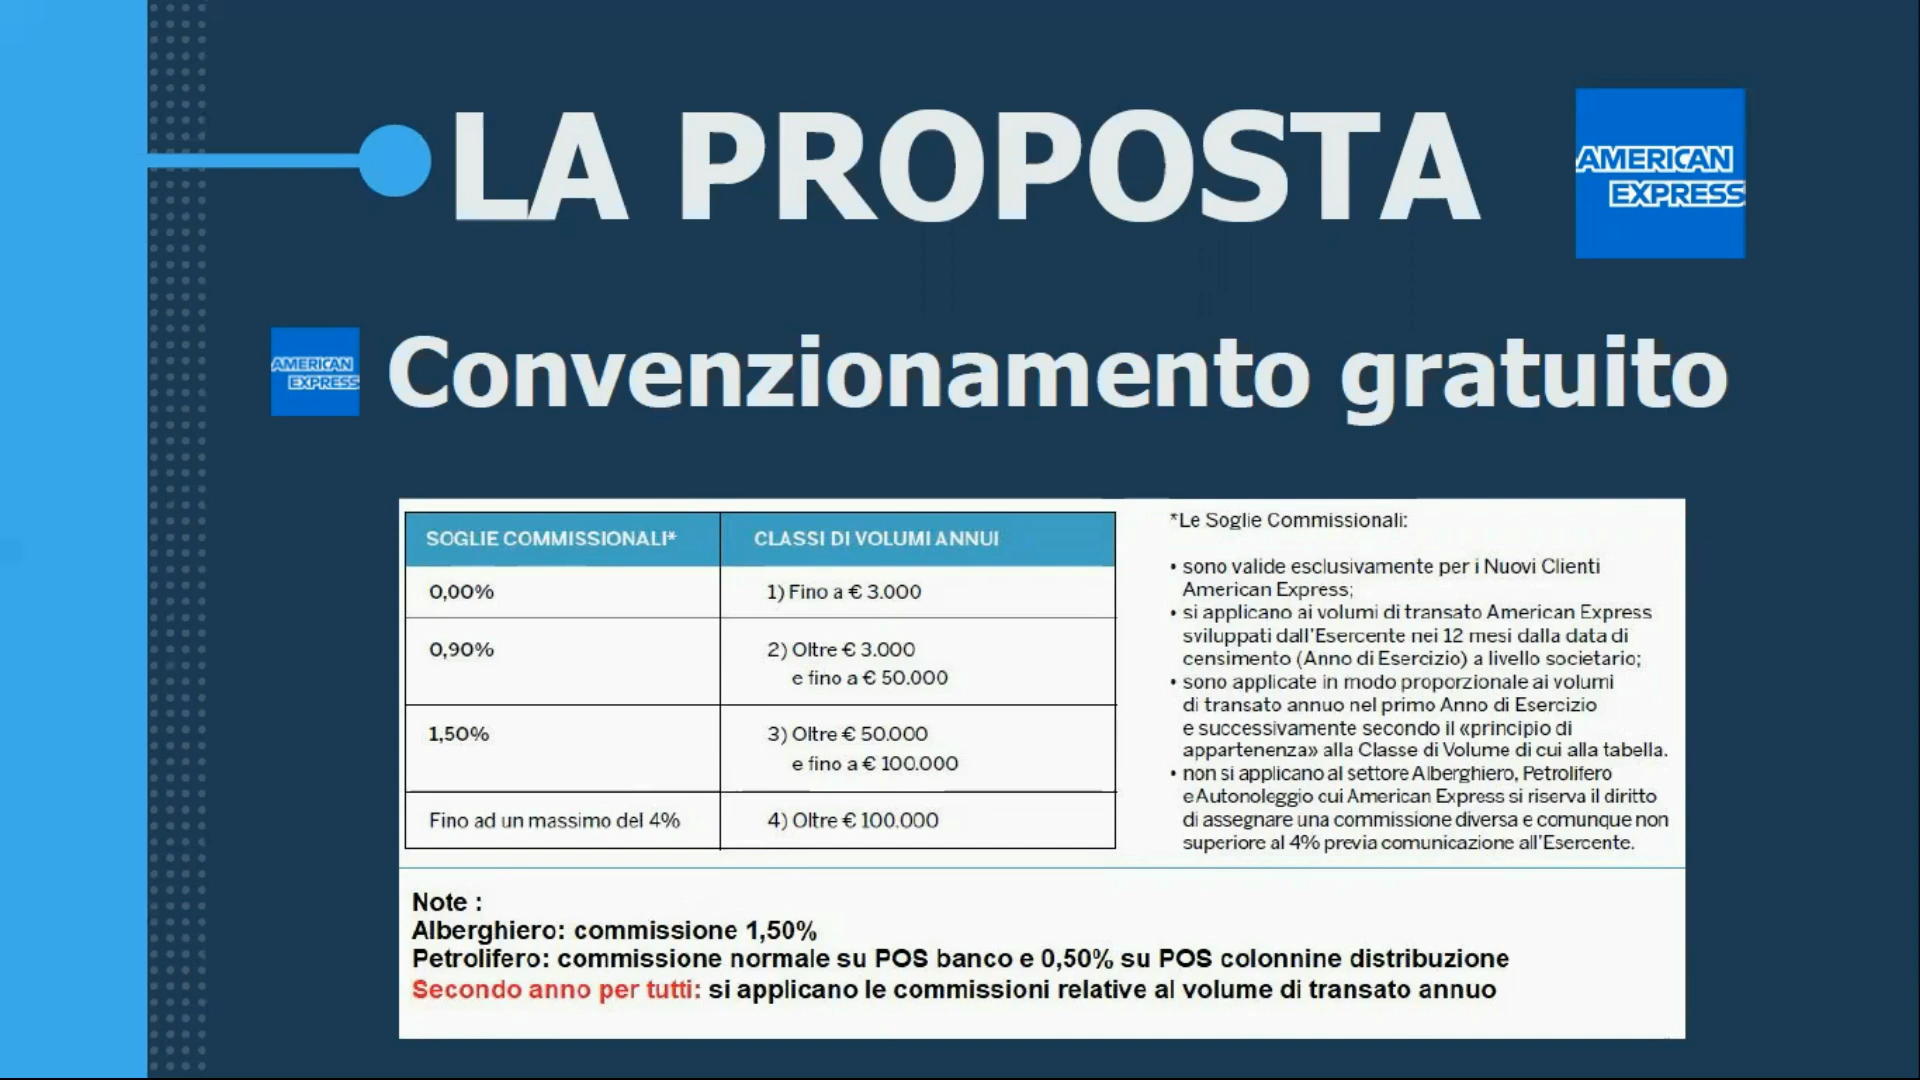 LA PROPOSTA
AMERICAN
EXPRESS
AMERICAN
EXPRESS
Convenzionamento gratuito
SOGLIE COMMISSIONALI* CLASSI DI VOLUMI ANNUI
0,00% 1) Fino a € 3.000
0,90% 2) Oltre € 3.000
e fino a € 50.000
1,50% 3) Oltre € 50.000
e fino a € 100.000
Fino ad un massimo del 4% 4) Oltre € 100.000
*Le Soglie Commissionali:
• sono valide esclusivamente per i Nuovi Clienti
American Express;
• si applicano ai volumi di transato American Express
sviluppati dall'Esercente nei 12 mesi dalla data di
censimento (Anno di Esercizio) a livello societario;
• sono applicate in modo proporzionale ai volumi
di transato annuo nel primo Anno di Esercizio
e successivamente secondo il «principio di
appartenenza» alla Classe di Volume di cui alla tabella.
• non si applicano al settore Alberghiero, Petrolifero
e Autonoleggio cui American Express si riserva il diritto
di assegnare una commissione diversa e comunque non
superiore al 4% previa comunicazione all'Esercente.
Note :
Alberghiero: commissione 1,50%
Petrolifero: commissione normale su POS banco e 0,50% su POS colonnine distribuzione
Secondo anno per tutti: si applicano le commissioni relative al volume di transato annuo